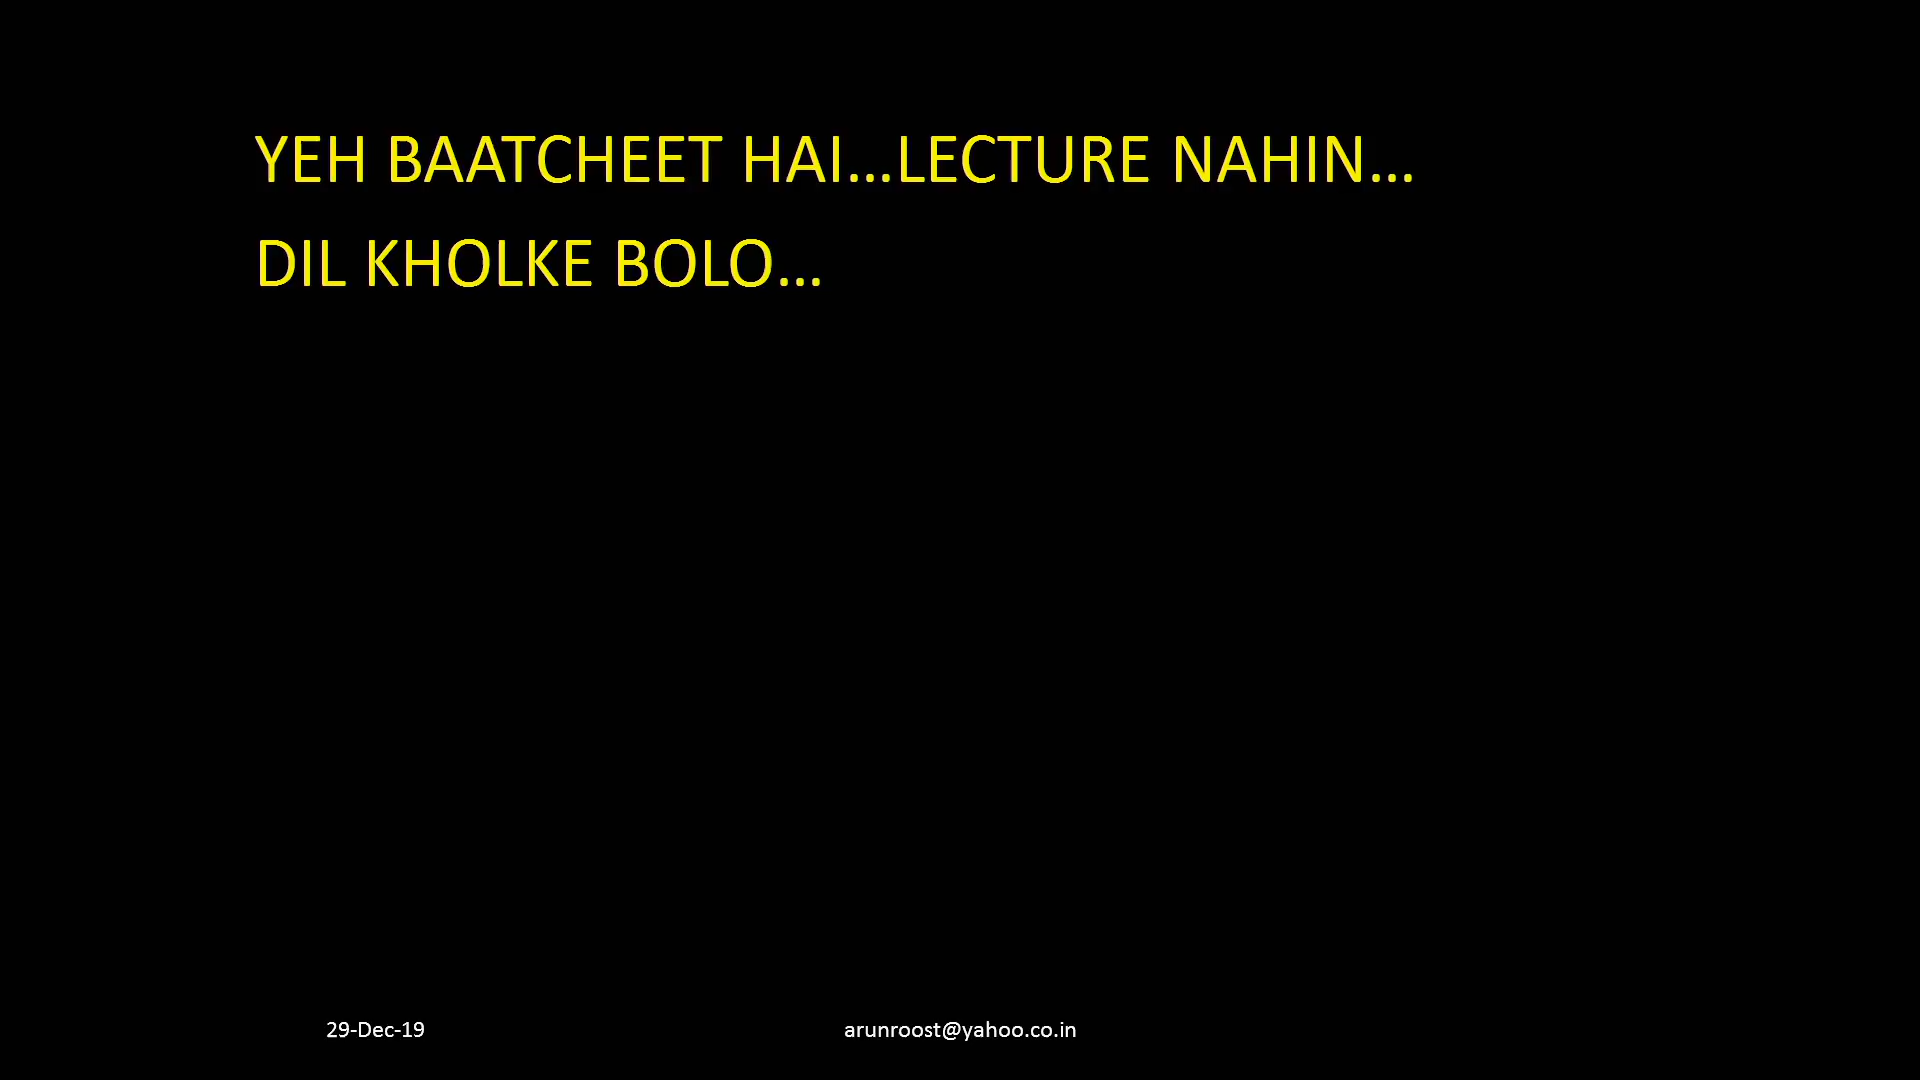 YEH BAATCHEET HAI…LECTURE NAHIN…
DIL KHOLKE BOLO…
29-Dec-19
arunroost@yahoo.co.in